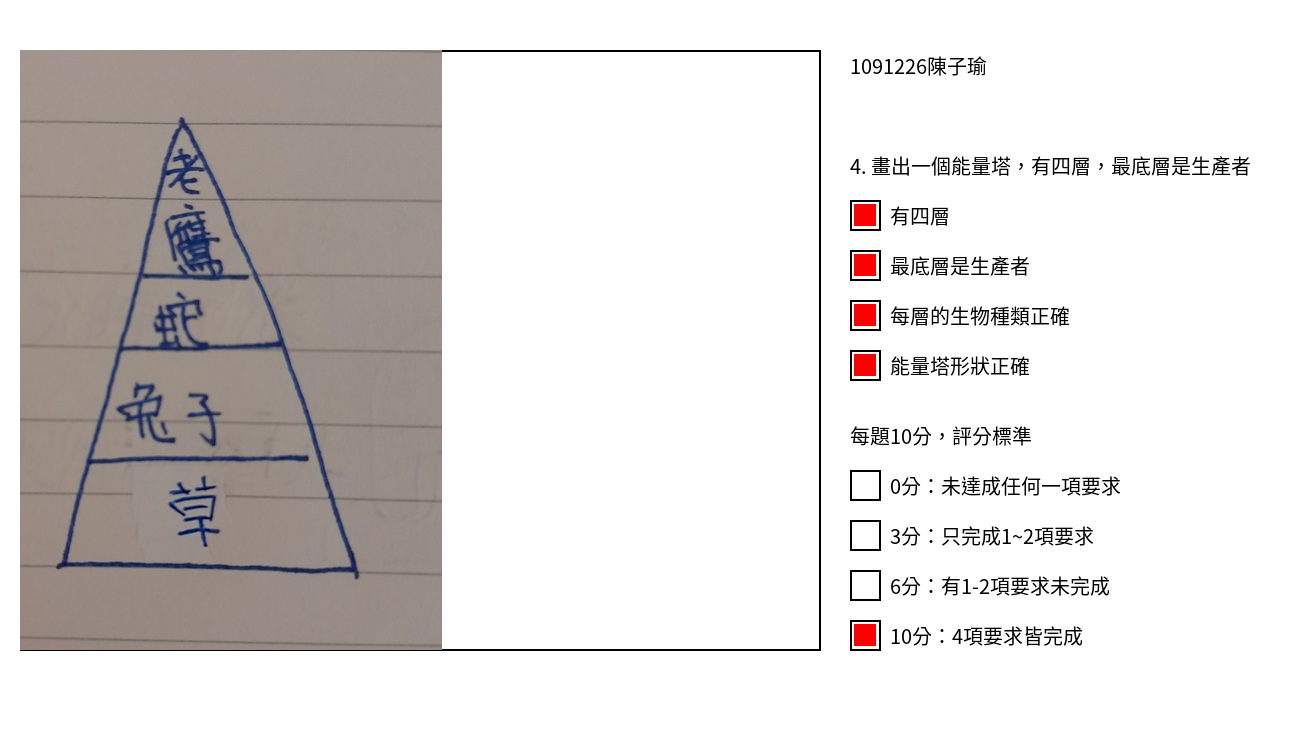 老
鷹
蛇
兔子
草
1091226陳子瑜
4. 畫出一個能量塔，有四層，最底層是生產者
有四層
最底層是生產者
每層的生物種類正確
能量塔形狀正確
每題10分，評分標準
0分：未達成任何一項要求
3分：只完成1~2項要求
6分：有1-2項要求未完成
10分：4項要求皆完成